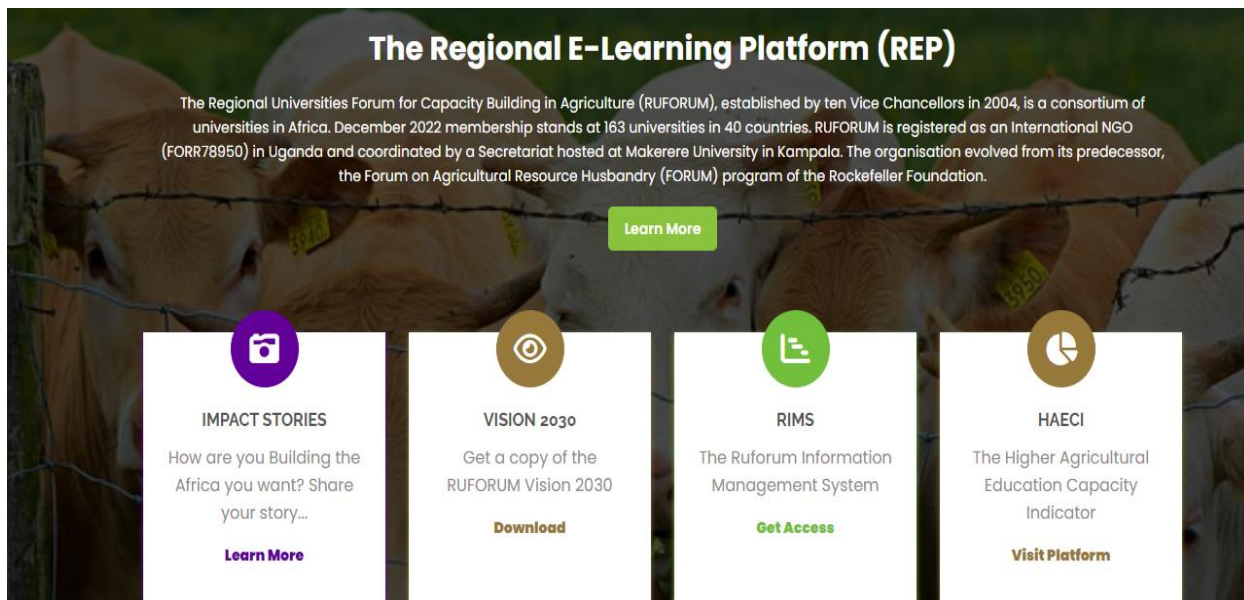 The Regional E-Learning Platform (REP)
The Regional Universities Forum for Capacity Building in Agriculture (RUFORUM), established by ten Vice Chancellors in 2004, is a consortium of
universities in Africa. December 2022 membership stands at 163 universities in 40 countries. RUFORUM is registered as an International NGO
(FORR78950) in Uganda and coordinated by a Secretariat hosted at Makerere University in Kampala. The organisation evolved from its predecessor,
the Forum on Agricultural Resource Husbandry (FORUM) program of the Rockefeller Foundation.
Learn More
3940
3950
IMPACT STORIES
How are you Building the
Africa you want? Share
your story...
Learn More
VISION 2030
Get a copy of the
RUFORUM Vision 2030
Download
RIMS
The Ruforum Information
Management System
Get Access
HAECI
The Higher Agricultural
Education Capacity
Indicator
Visit Platform